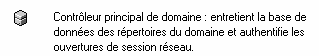 Contrôleur principal de domaine : entretient la base de
données des répertoires du domaine et authentifie les
ouvertures de session réseau.